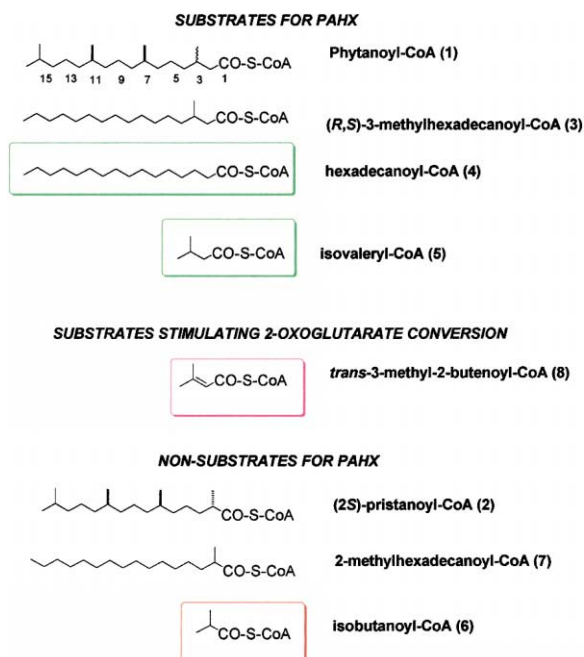 SUBSTRATES FOR PAHX
CO-S-CoA
Phytanoyl-CoA (1)
15 13 11 9 7 5 3 1
CO-S-CoA
(R,S)-3-methylhexadecanoyl-CoA (3)
CO-S-CoA
hexadecanoyl-CoA (4)
CO-S-CoA
isovaleryl-CoA (5)
SUBSTRATES STIMULATING 2-OXOGLUTARATE CONVERSION
CO-S-CoA
trans-3-methyl-2-butenoyl-CoA (8)
NON-SUBSTRATES FOR PAHX
CO-S-CoA
(2S)-pristanoyl-CoA (2)
CO-S-CoA
2-methylhexadecanoyl-CoA (7)
CO-S-CoA
isobutanoyl-CoA (6)